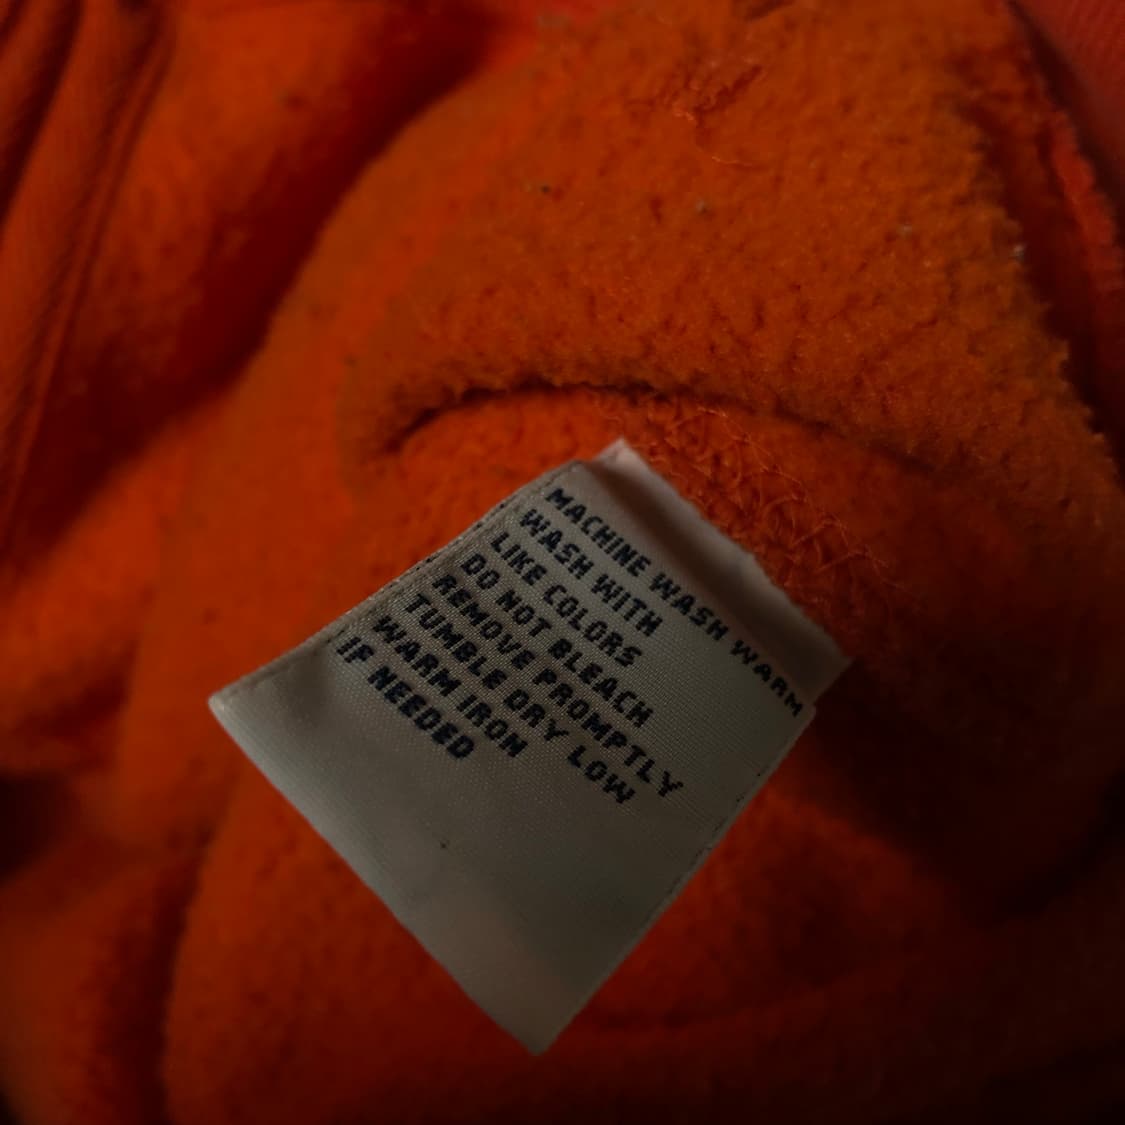 MACHINE WASH WARM
WASH WITH
LIKE COLORS
DO NOT BLEACH
REMOVE PROMPTLY
TUMBLE DRY LOW
WARM IRON
IF NEEDED